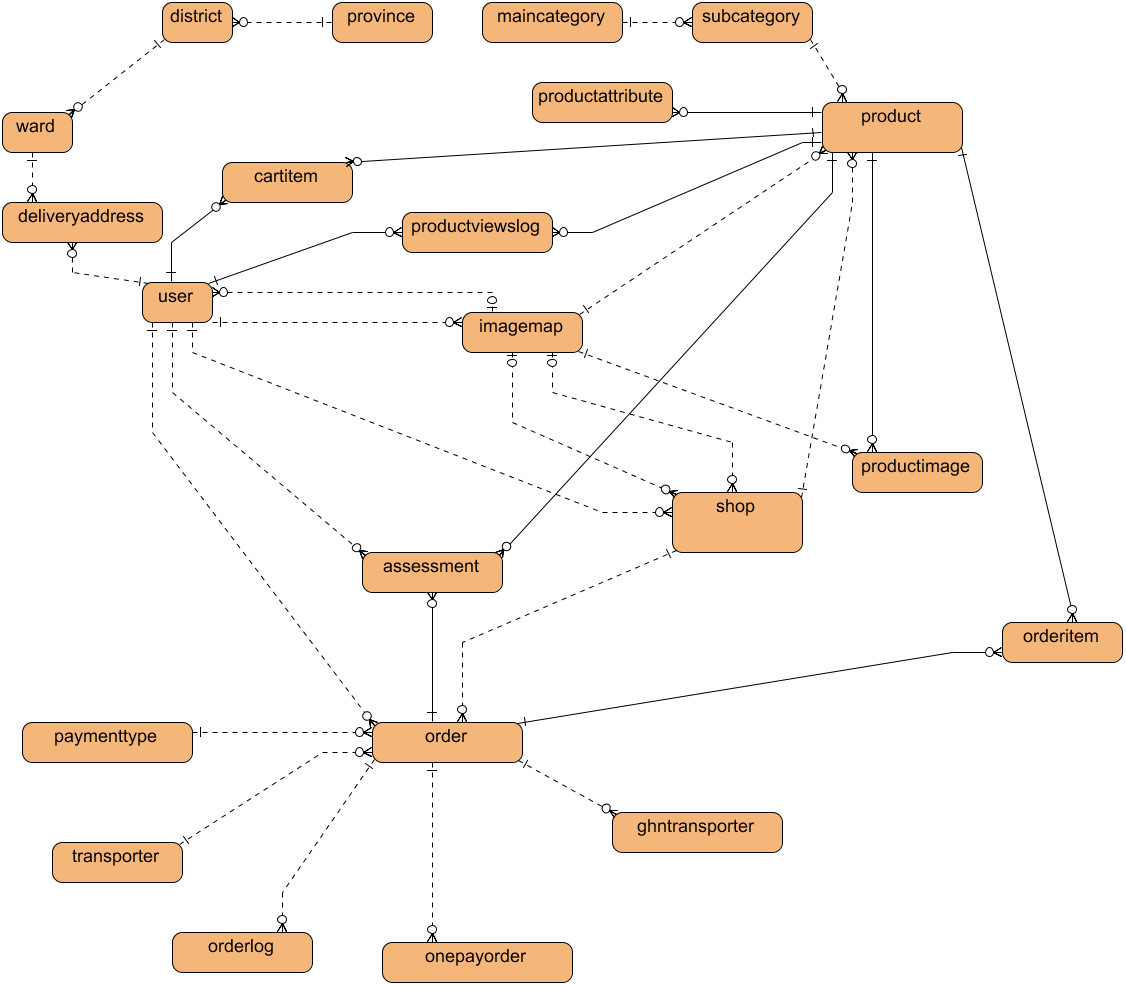 district
province
maincategory
subcategory
productattribute
product
ward
cartitem
deliveryaddress
productviewslog
user
imagemap
productimage
shop
assessment
orderitem
paymenttype
order
ghntransporter
transporter
orderlog
onepayorder